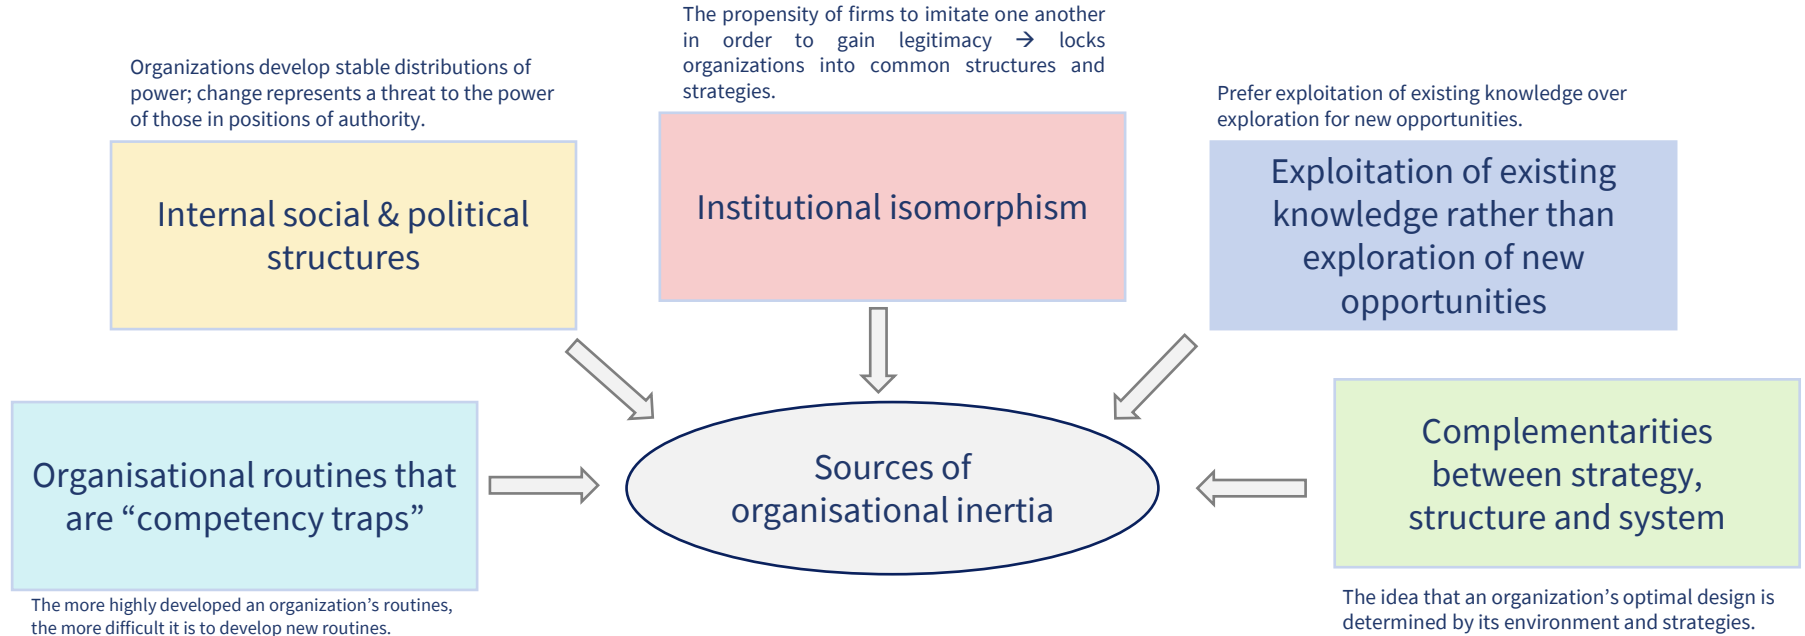 The propensity of firms to imitate one another
in order to gain legitimacy → locks
organizations into common structures and
strategies.
Organizations develop stable distributions of
power; change represents a threat to the power
of those in positions of authority.
Prefer exploitation of existing knowledge over
exploration for new opportunities.
Internal social & political
structures
Institutional isomorphism
Exploitation of existing
knowledge rather than
exploration of new
opportunities
Organisational routines that
are “competency traps”
Sources of
organisational inertia
Complementarities
between strategy,
structure and system
The more highly developed an organization’s routines,
the more difficult it is to develop new routines.
The idea that an organization’s optimal design is
determined by its environment and strategies.